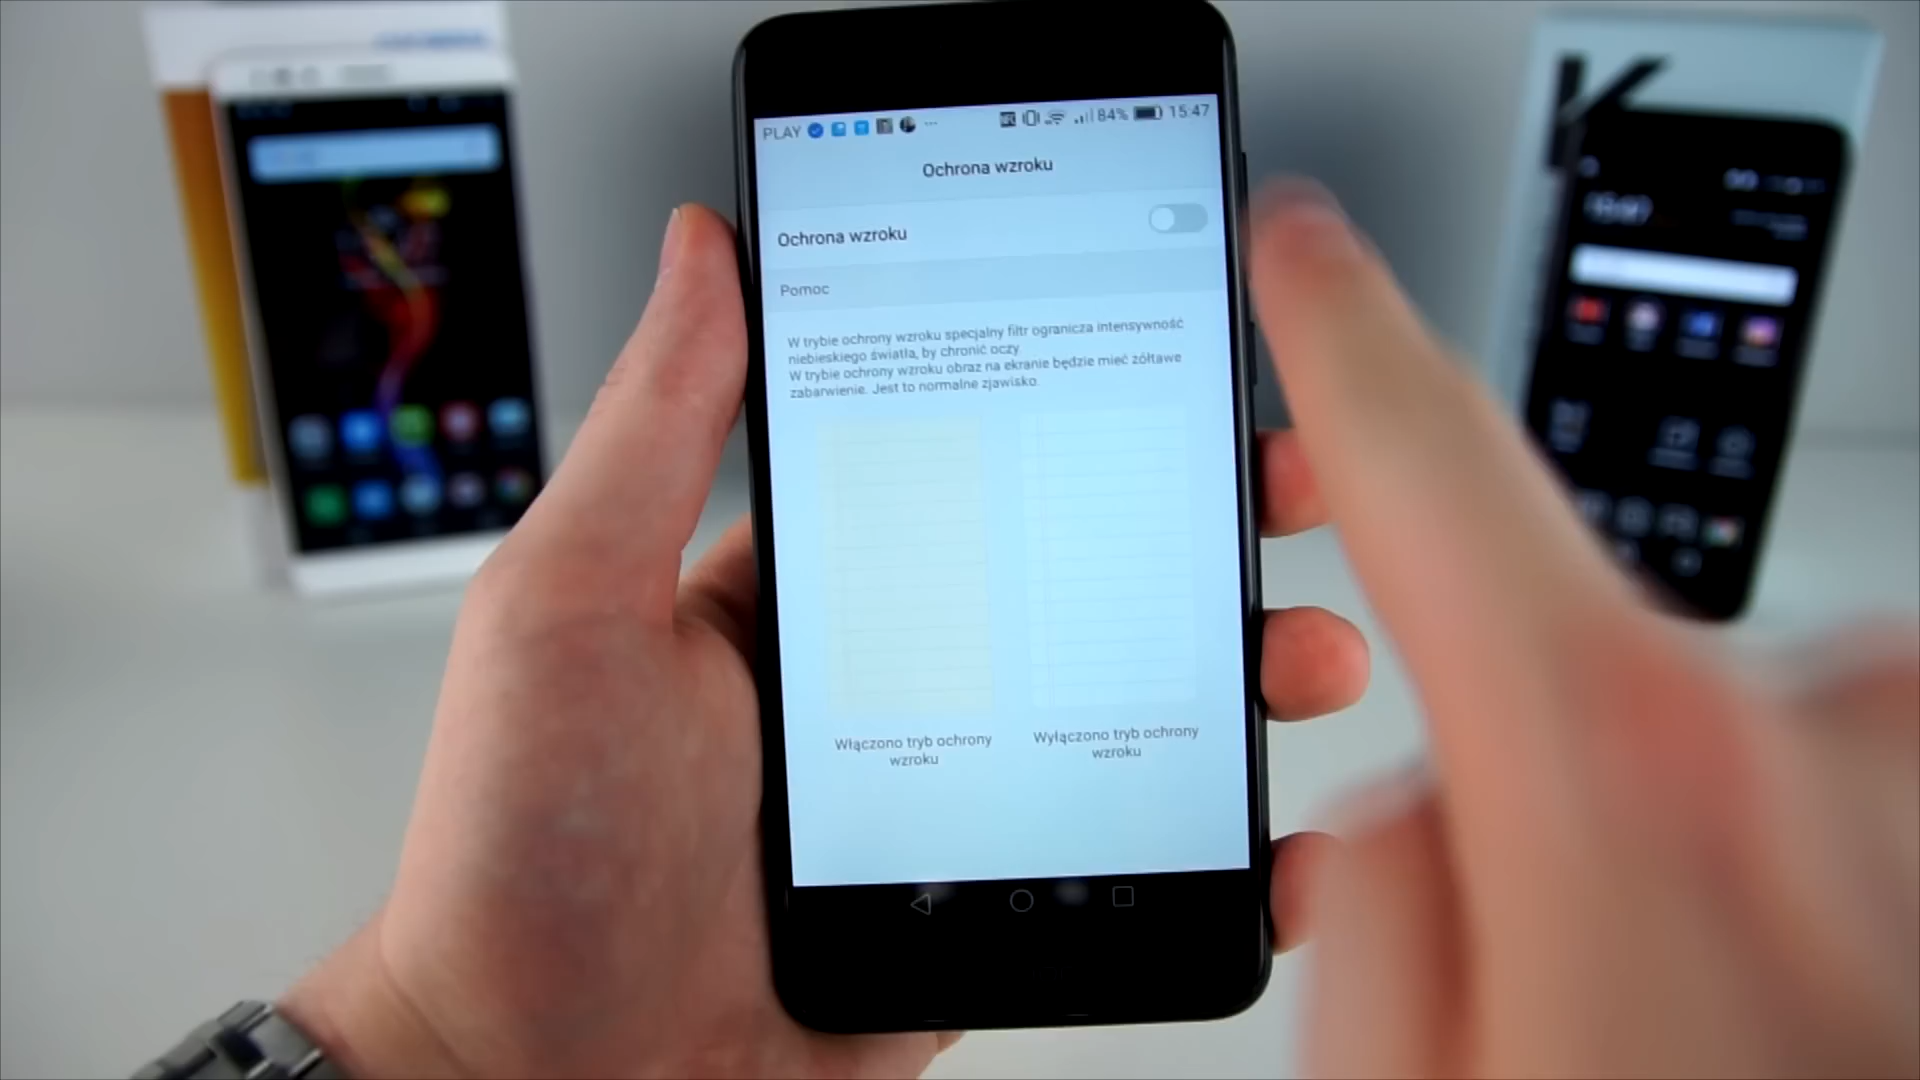 PLAY 84% 15:47
Ochrona wzroku
Ochrona wzroku
Pomoc
W trybie ochrony wzroku specjalny filtr ogranicza intensywność
niebieskiego światła, by chronić oczy
W trybie ochrony wzroku obraz na ekranie będzie mieć żółtawe
zabarwienie. Jest to normalne zjawisko.
Włączono tryb ochrony
wzroku
Wyłączono tryb ochrony
wzroku
K